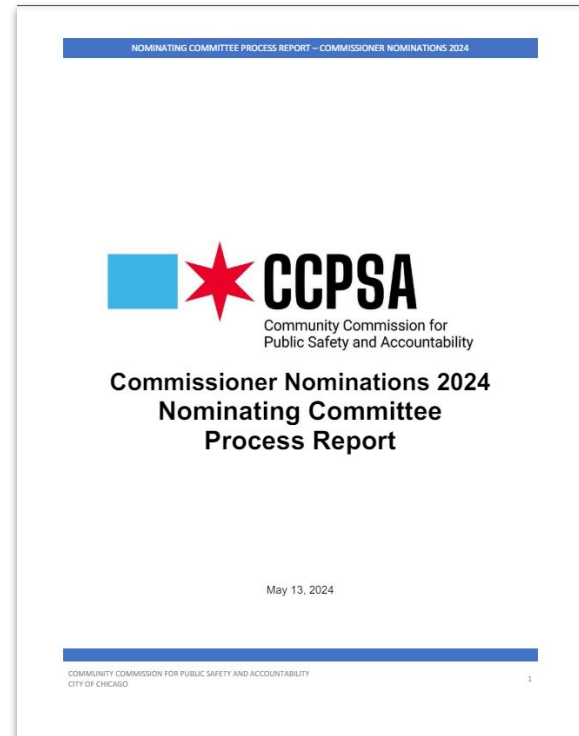 NOMINATING COMMITTEE PROCESS REPORT – COMMISSIONER NOMINATIONS 2024
CCPSA
Community Commission for
Public Safety and Accountability
Commissioner Nominations 2024
Nominating Committee
Process Report
May 13, 2024
COMMUNITY COMMISSION FOR PUBLIC SAFETY AND ACCOUNTABILITY
CITY OF CHICAGO
1